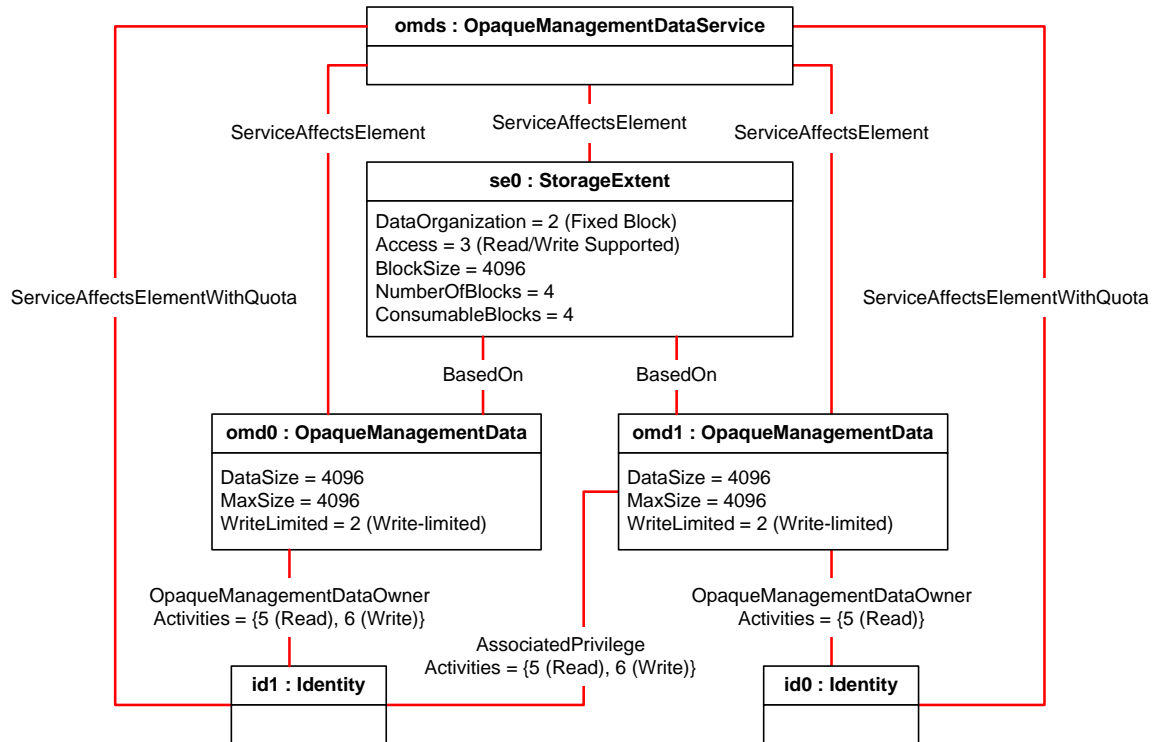 omds : OpaqueManagementDataService
ServiceAffectsElement
ServiceAffectsElement
ServiceAffectsElement
se0 : StorageExtent
DataOrganization = 2 (Fixed Block)
Access = 3 (Read/Write Supported)
BlockSize = 4096
NumberOfBlocks = 4
ConsumableBlocks = 4
ServiceAffectsElementWithQuota
ServiceAffectsElementWithQuota
BasedOn
BasedOn
omd0 : OpaqueManagementData
DataSize = 4096
MaxSize = 4096
WriteLimited = 2 (Write-limited)
omd1 : OpaqueManagementData
DataSize = 4096
MaxSize = 4096
WriteLimited = 2 (Write-limited)
OpaqueManagementDataOwner
Activities = {5 (Read), 6 (Write)}
OpaqueManagementDataOwner
Activities = {5 (Read)}
AssociatedPrivilege
Activities = {5 (Read), 6 (Write)}
id1 : Identity
id0 : Identity